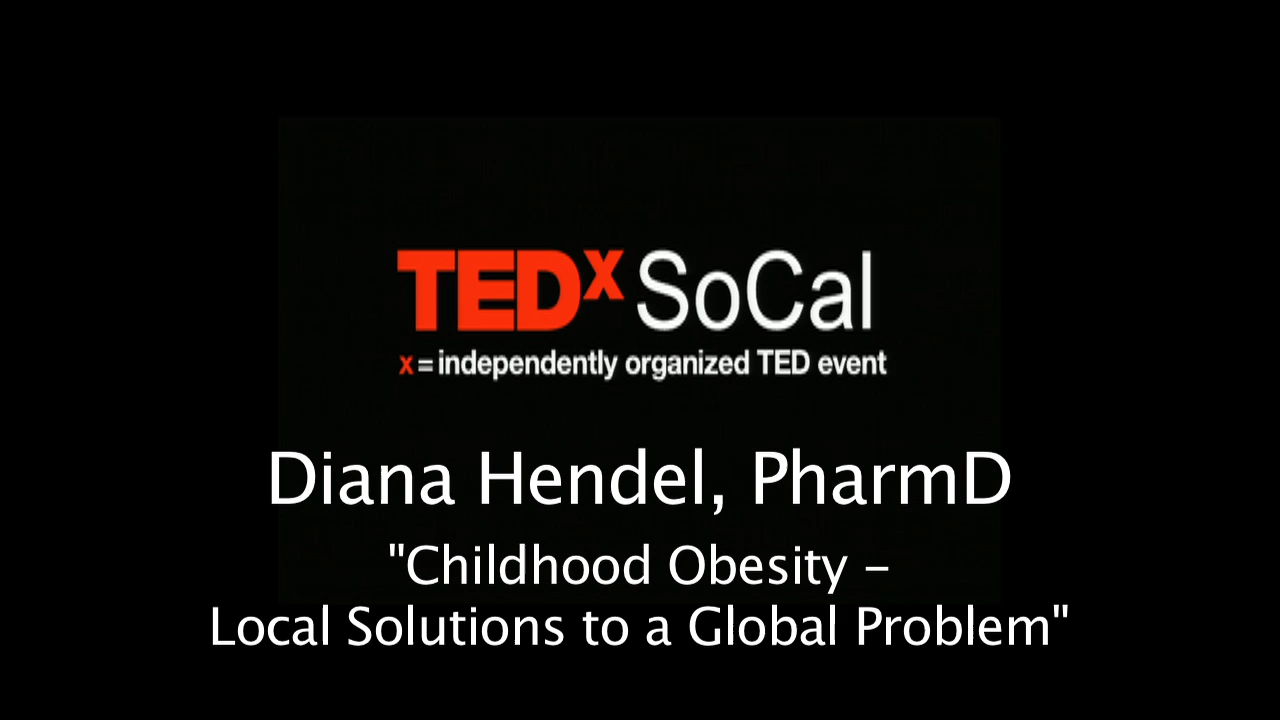 TEDx SoCal
x = independently organized TED event
Diana Hendel, PharmD
"Childhood Obesity –
Local Solutions to a Global Problem"